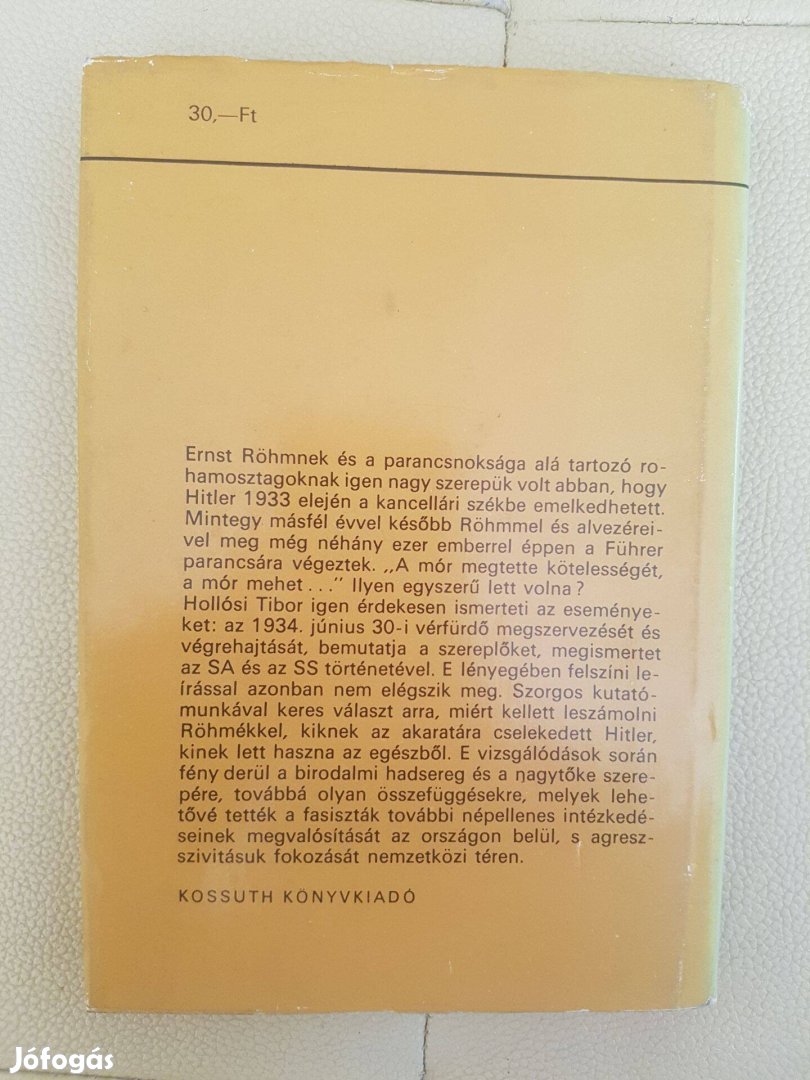 30,—Ft
Ernst Röhmnek és a parancsnoksága alá tartozó ro-
hamosztagoknak igen nagy szerepük volt abban, hogy
Hitler 1933 elején a kancellári székbe emelkedhetett.
Mintegy másfél évvel később Röhmmel és alvezérei-
vel meg még néhány ezer emberrel éppen a Führer
parancsára végeztek. „A mór megtette kötelességét,
a mór mehet . . ." Ilyen egyszerű lett volna?
Hollósi Tibor igen érdekesen ismerteti az eseménye-
ket: az 1934. június 30-i vérfürdő megszervezését és
végrehajtását, bemutatja a szereplőket, megismertet
az SA és az SS történetével. E lényegében felszíni le-
írással azonban nem elégszik meg. Szorgos kutató-
munkával keres választ arra, miért kellett leszámolni
Röhmékkel, kiknek az akaratára cselekedett Hitler,
kinek lett haszna az egészből. E vizsgálódások során
fény derül a birodalmi hadsereg és a nagytőke szere-
pére, továbbá olyan összefüggésekre, melyek lehe-
tővé tették a fasiszták további népellenes intézkedé-
seinek megvalósítását az országon belül, s agresz-
szivitásuk fokozását nemzetközi téren.
KOSSUTH KÖNYVKIADÓ
Jófogás